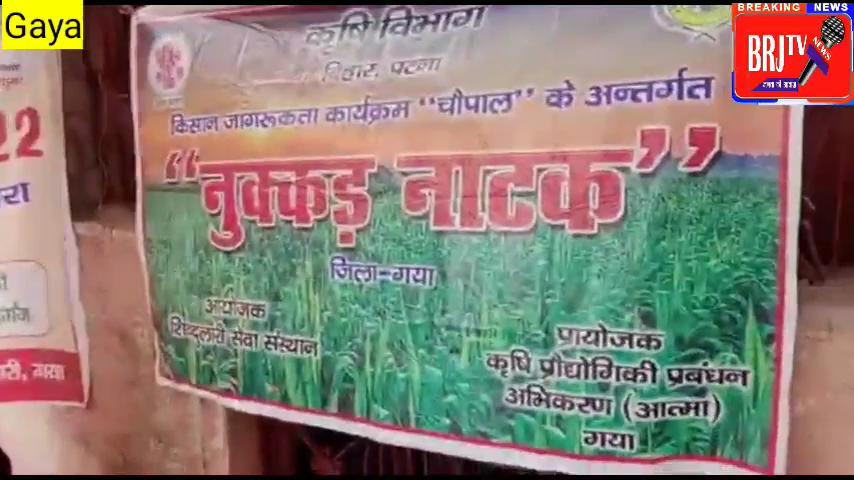 Gaya
BREAKING NEWS
BRJ TV
NEWS
कृषि विभाग
बिहार, पटना
किसान जागरूकता कार्यक्रम "चौपाल" के अन्तर्गत
"नुक्कड़ नाटक"
जिला-गया
आयोजक
सेवा संस्थान
प्रायोजक
कृषि प्रौद्योगिकी प्रबंधन
अभिकरण (आत्मा)
गया
22